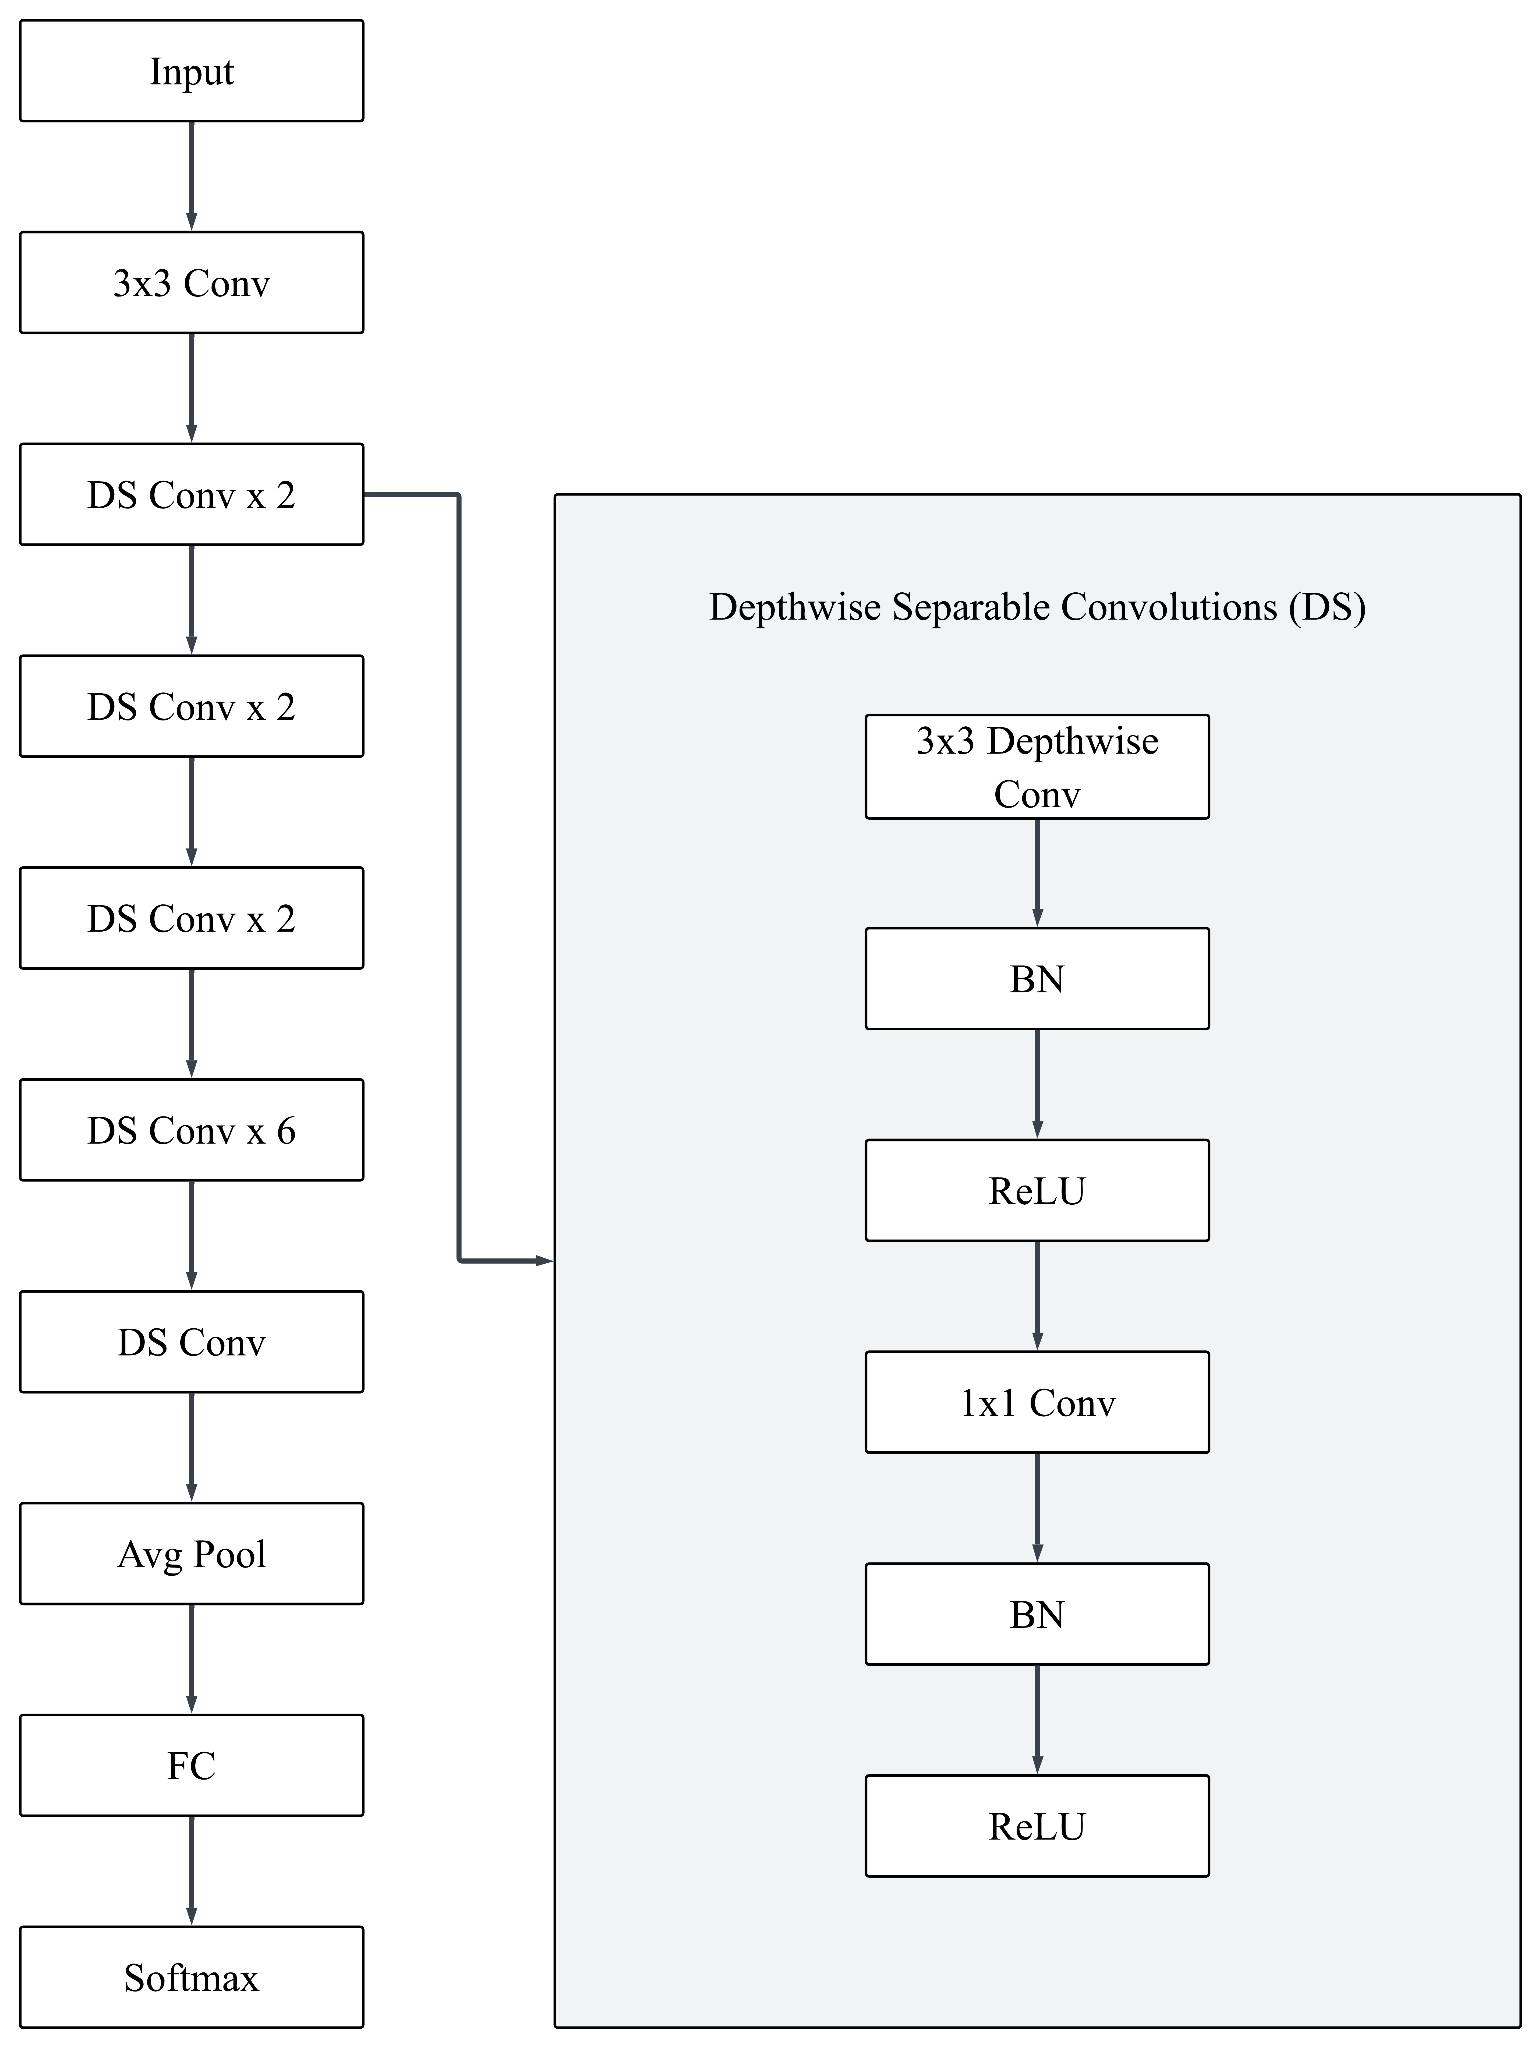 Input
3x3 Conv
DS Conv x 2
DS Conv x 2
DS Conv x 2
DS Conv x 6
DS Conv
Avg Pool
FC
Softmax
Depthwise Separable Convolutions (DS)
3x3 Depthwise
Conv
BN
ReLU
1x1 Conv
BN
ReLU